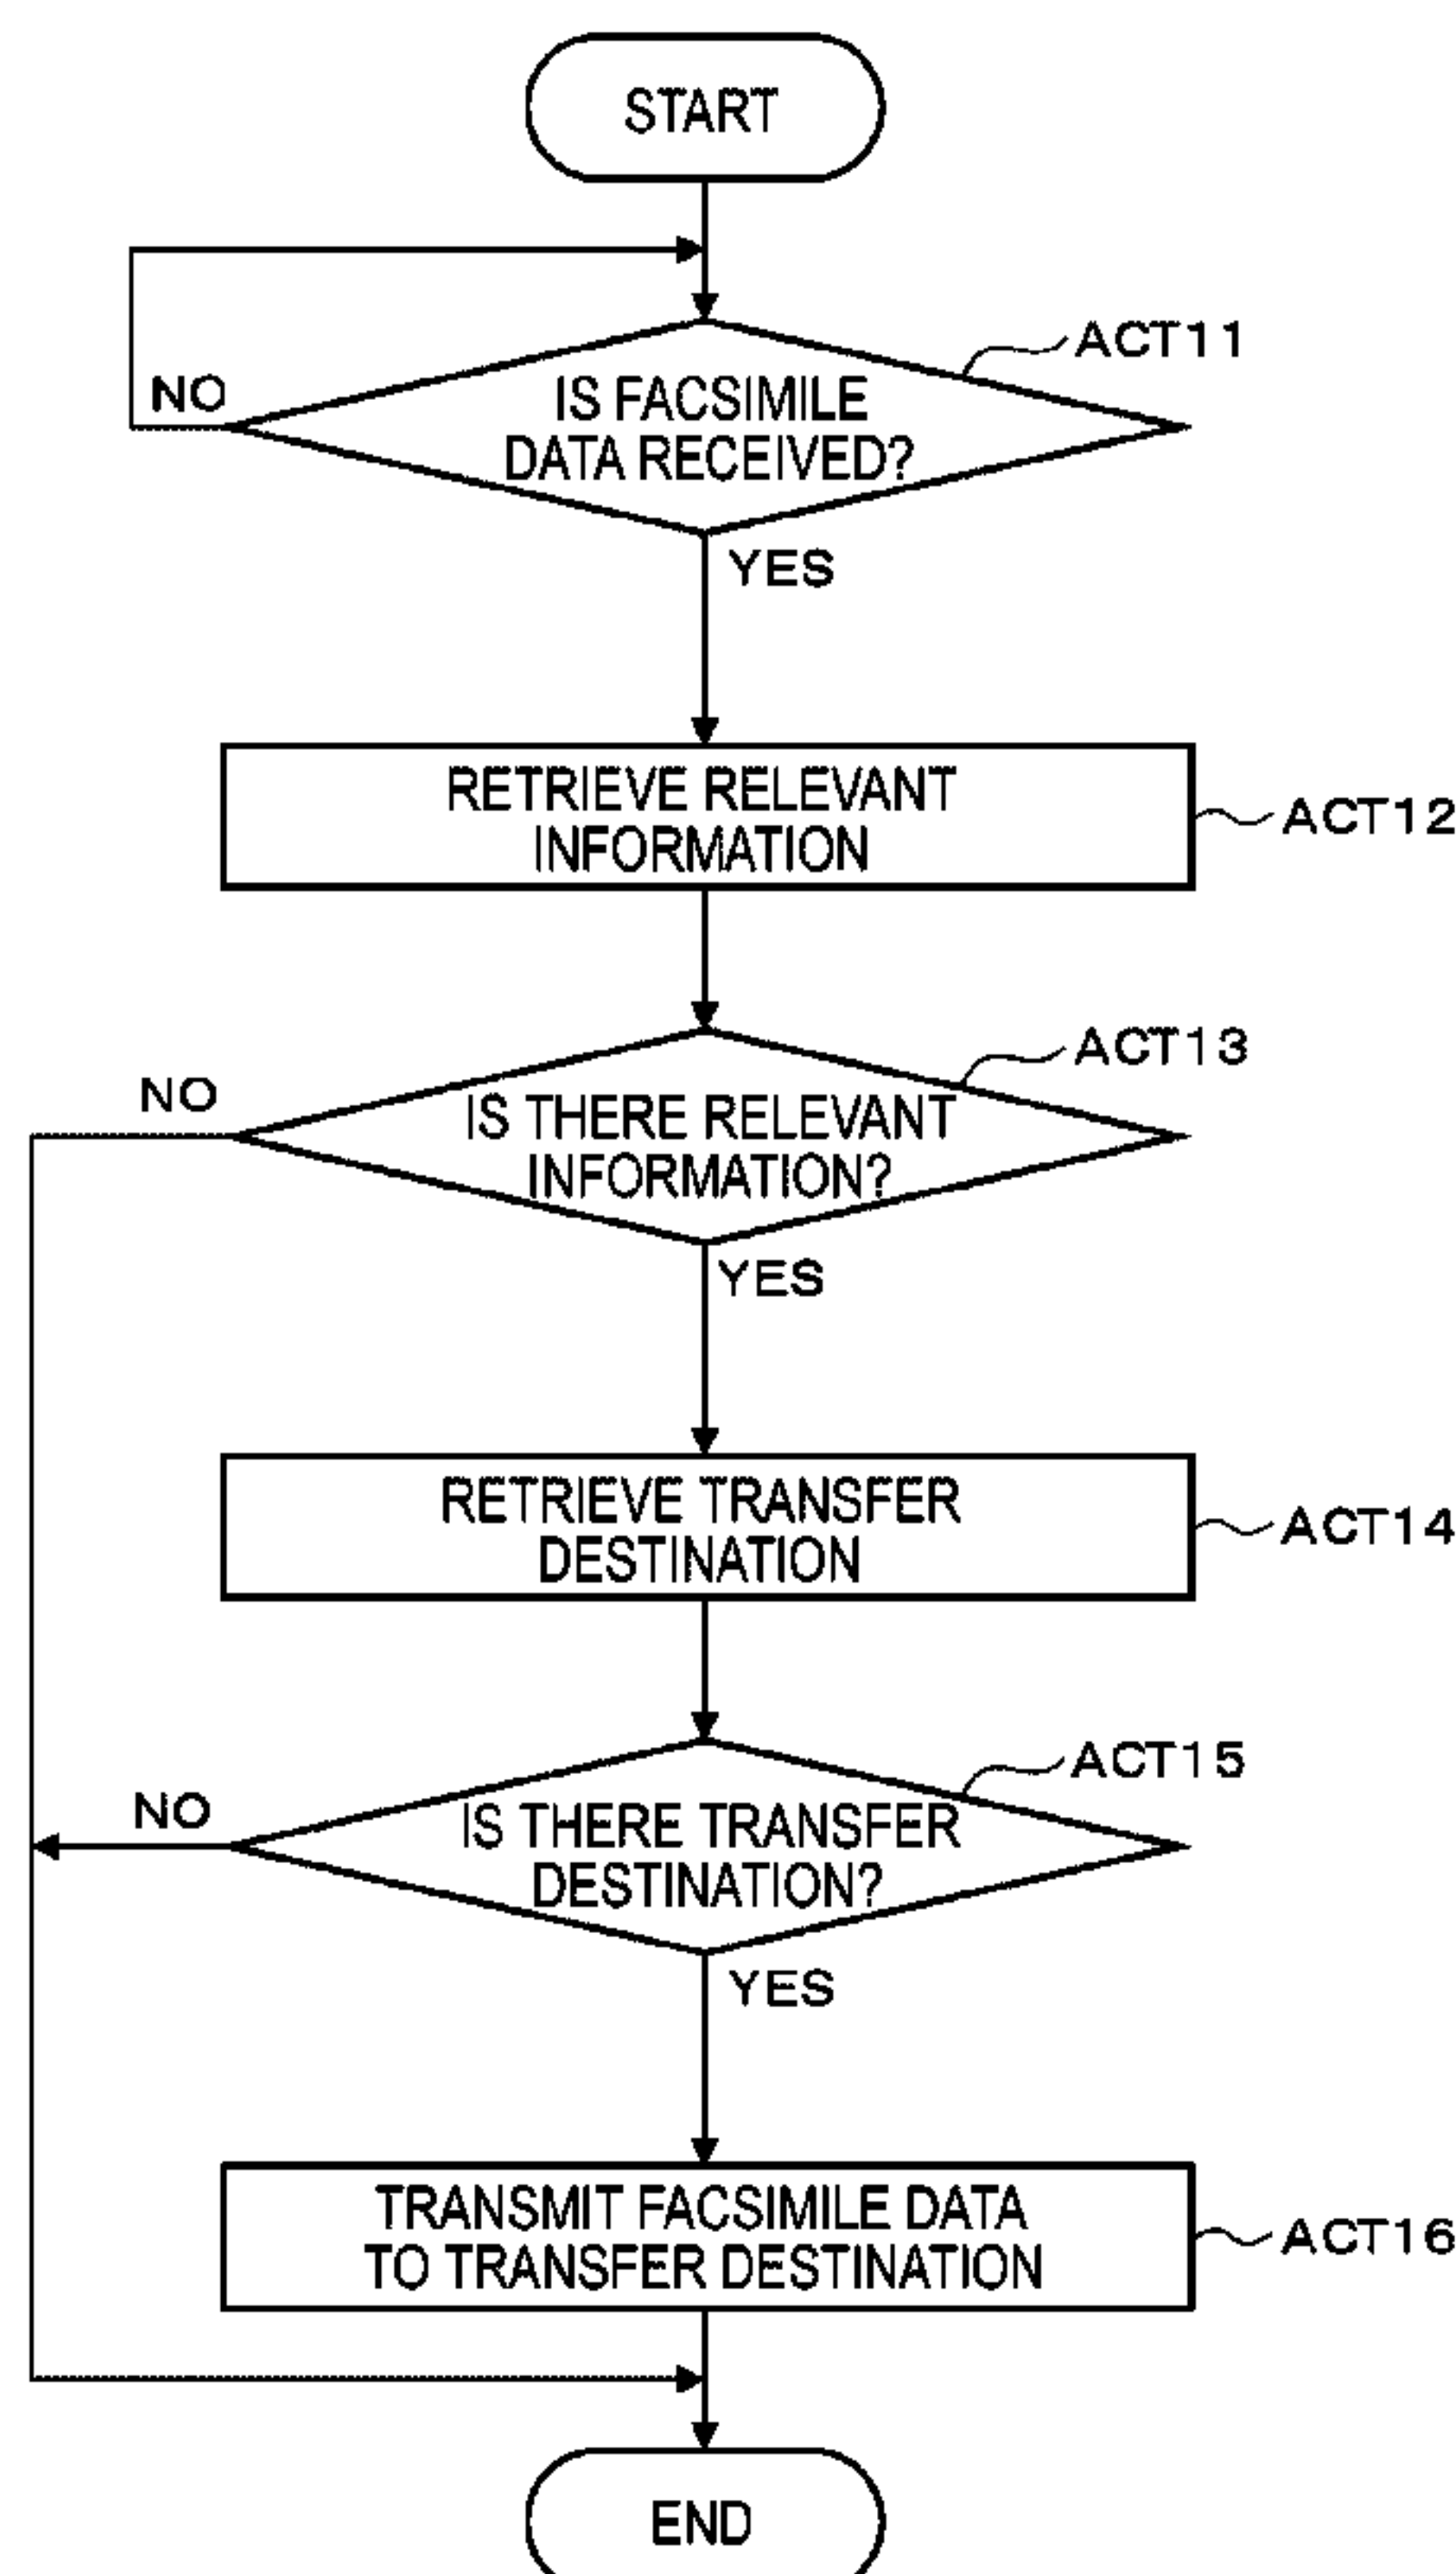 START
ACT11
NO
IS FACSIMILE
DATA RECEIVED?
YES
RETRIEVE RELEVANT
INFORMATION
ACT12
ACT13
NO
IS THERE RELEVANT
INFORMATION?
YES
RETRIEVE TRANSFER
DESTINATION
ACT14
ACT15
NO
IS THERE TRANSFER
DESTINATION?
YES
TRANSMIT FACSIMILE DATA
TO TRANSFER DESTINATION
ACT16
END